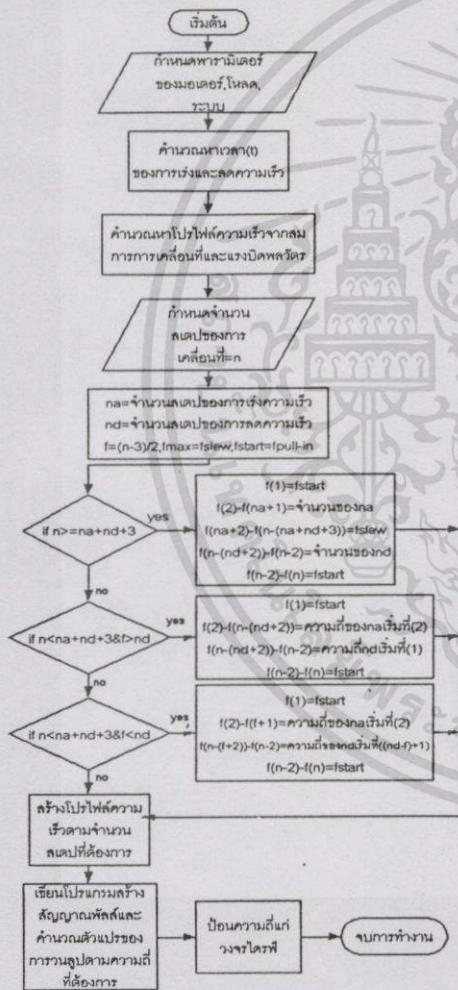 เริ่มต้น
กำหนดพารามิเตอร์
ของมอเตอร์,โหลด,
ระบบ
คำนวณหาเวลา(t)
ของการเร่งและลดความเร็ว
คำนวณหาโปรไฟล์ความเร็วจากสม
การการเคลื่อนที่และแรงบิดพลวัตร
กำหนดจำนวน
สเตปของการ
เคลื่อนที่=n
na=จำนวนสเตปของการเร่งความเร็ว
nd=จำนวนสเตปของการลดความเร็ว
f=(n-3)/2,fmax=fslew,fstart=fpull-in
if n>=na+nd+3
yes
f(1)=fstart
f(2)-f(na+1)=จำนวนของna
f(na+2)-f(n-(na+nd+3))=fslew
f(n-(nd+2))-f(n-2)=จำนวนของnd
f(n-2)-f(n)=fstart
no
if n<na+nd+3&f>nd
yes
f(1)=fstart
f(2)-f(n-(nd+2))=ความถี่ของnaเริ่มที่(2)
f(n-(nd+2))-f(n-2)=ความถี่ndเริ่มที่(1)
f(n-2)-f(n)=fstart
no
if n<na+nd+3&f<nd
yes
f(1)=fstart
f(2)-f(f+1)=ความถี่ของnaเริ่มที่(2)
f(n-(f+2))-f(n-2)=ความถี่ของndเริ่มที่((nd-f)+1)
f(n-2)-f(n)=fstart
no
สร้างโปรไฟล์ความ
เร็วตามจำนวน
สเตปที่ต้องการ
เขียนโปรแกรมสร้าง
สัญญาณพัลส์และ
คำนวณตัวแปรของ
การวนลูปตามความถี่
ที่ต้องการ
ป้อนความถี่แก่
วงจรไดรฟ์
จบการทำงาน